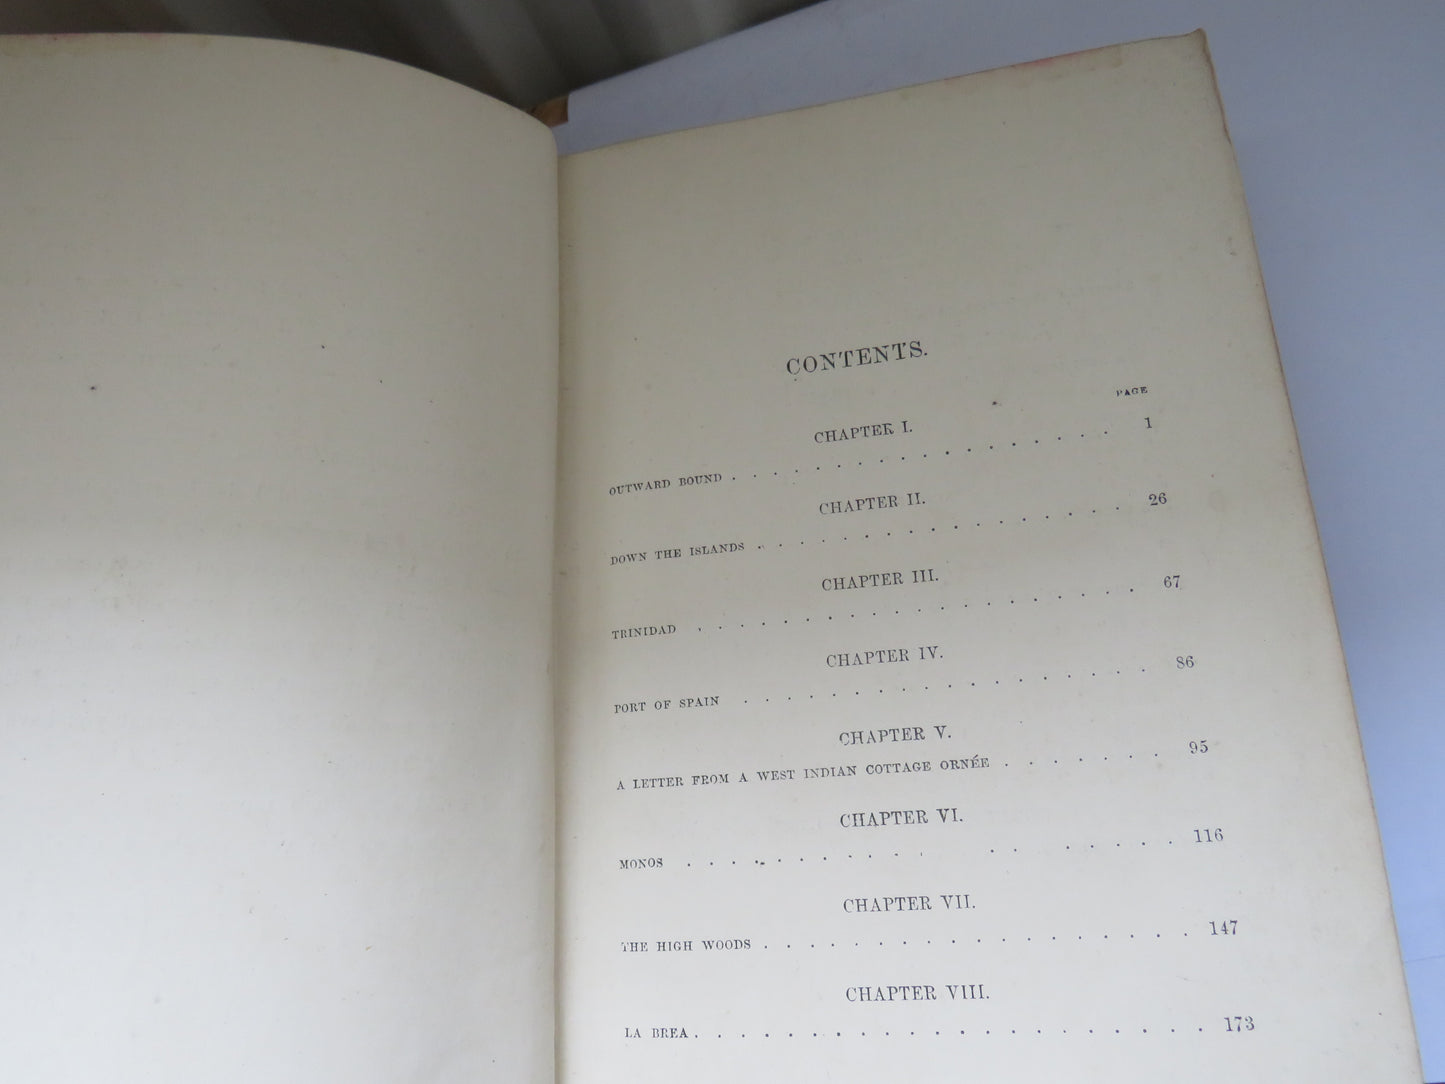 CONTENTS.
PAGE
CHAPTER I.
OUTWARD BOUND . . . . . . . . . . . . . . . . . . . 1
CHAPTER II.
DOWN THE ISLANDS . . . . . . . . . . . . . . . . . . 26
CHAPTER III.
TRINIDAD . . . . . . . . . . . . . . . . . . . . . 67
CHAPTER IV.
PORT OF SPAIN . . . . . . . . . . . . . . . . . . . 86
CHAPTER V.
A LETTER FROM A WEST INDIAN COTTAGE ORNÉE . . . . . . . . 95
CHAPTER VI.
MONOS . . . . . . . . . . . . . . . . . . . . 116
CHAPTER VII.
THE HIGH WOODS . . . . . . . . . . . . . . . . . . . 147
CHAPTER VIII.
LA BREA . . . . . . . . . . . . . . . . . . . . . . 173